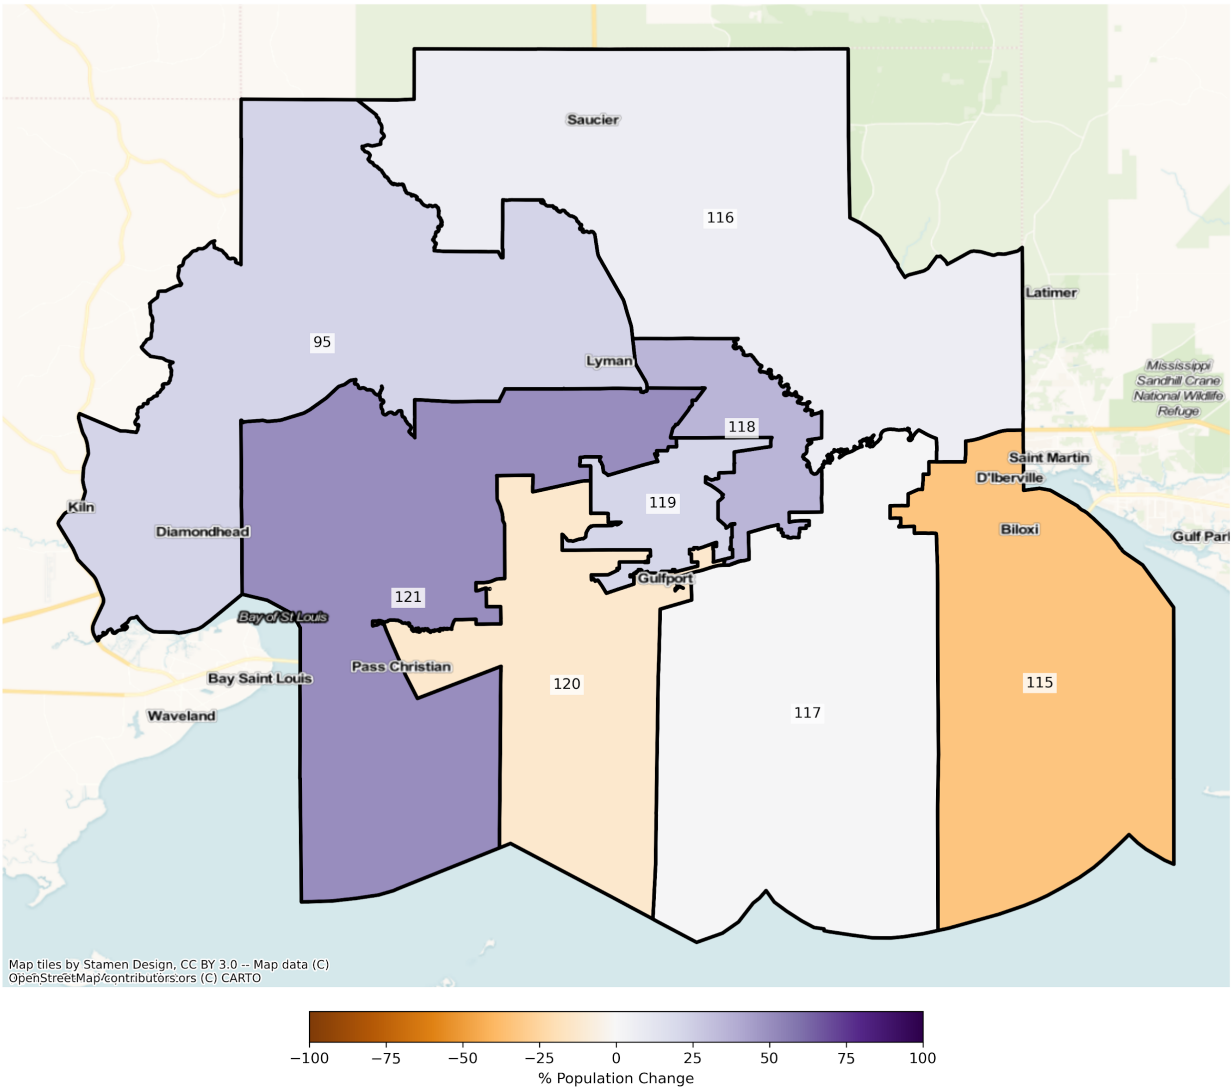 Saucier
116
Latimer
95
Lyman
Mississippi
Sandhill Crane
National Wildlife
Refuge
118
Saint Martin
D'Iberville
119
Kiln
Diamondhead
Biloxi
Gulf Parl
Gulfport
121
Bay of St Louis
Pass Christian
Bay Saint Louis
120
115
Waveland
117
Map tiles by Stamen Design, CC BY 3.0 -- Map data (C)
OpenStreetMap contributors (C) CARTO
−100
−75
−50
−25
0
25
50
75
100
% Population Change